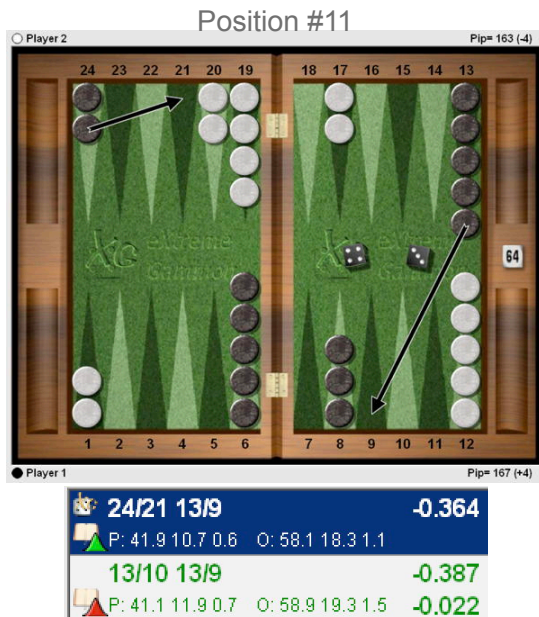 Position #11
Player 2 Pip= 163 (-4)
24 23 22 21 20 19 18 17 16 15 14 13
XG eXtreme Gammon XG eXtreme Gammon
64
1 2 3 4 5 6 7 8 9 10 11 12
Player 1 Pip= 167 (+4)
24/21 13/9 -0.364
P: 41.9 10.7 0.6 O: 58.1 18.3 1.1
13/10 13/9 -0.387
P: 41.1 11.9 0.7 O: 58.9 19.3 1.5 -0.022